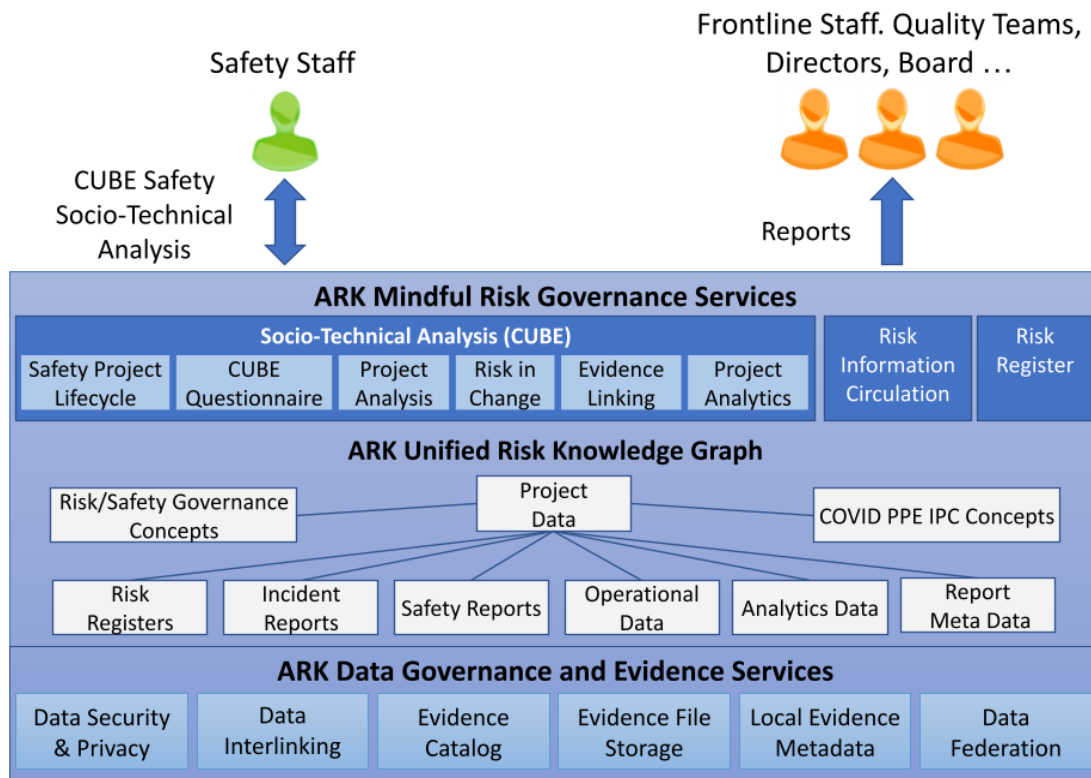 Safety Staff
Frontline Staff. Quality Teams,
Directors, Board ...
CUBE Safety
Socio-Technical
Analysis
Reports
ARK Mindful Risk Governance Services
Socio-Technical Analysis (CUBE)
Safety Project
Lifecycle
CUBE
Questionnaire
Project
Analysis
Risk in
Change
Evidence
Linking
Project
Analytics
Risk
Information
Circulation
Risk
Register
ARK Unified Risk Knowledge Graph
Risk/Safety Governance
Concepts
Project
Data
COVID PPE IPC Concepts
Risk
Registers
Incident
Reports
Safety Reports
Operational
Data
Analytics Data
Report
Meta Data
ARK Data Governance and Evidence Services
Data Security
& Privacy
Data
Interlinking
Evidence
Catalog
Evidence File
Storage
Local Evidence
Metadata
Data
Federation